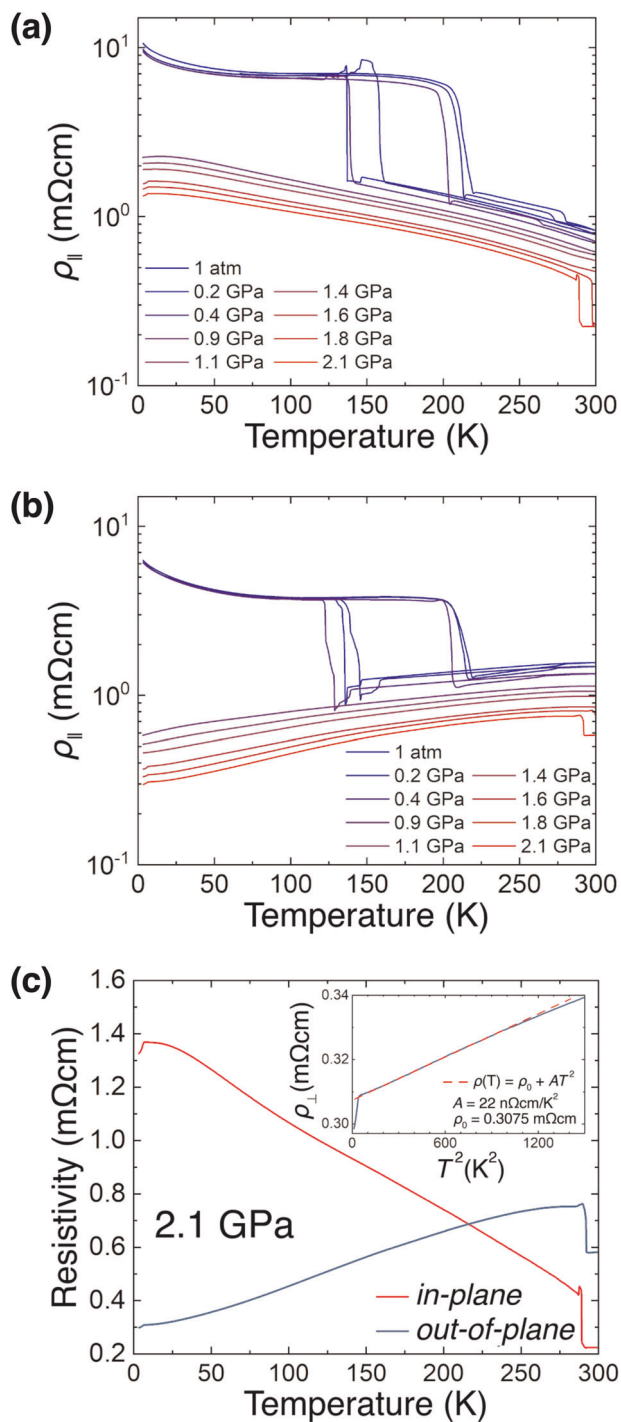 (a)
10¹
10⁰
10⁻¹
ρ∥ (mΩcm)
1 atm
0.2 GPa 1.4 GPa
0.4 GPa 1.6 GPa
0.9 GPa 1.8 GPa
1.1 GPa 2.1 GPa
0 50 100 150 200 250 300
Temperature (K)
(b)
10¹
10⁰
10⁻¹
ρ∥ (mΩcm)
1 atm
0.2 GPa 1.4 GPa
0.4 GPa 1.6 GPa
0.9 GPa 1.8 GPa
1.1 GPa 2.1 GPa
0 50 100 150 200 250 300
Temperature (K)
(c)
1.6
1.4
1.2
1.0
0.8
0.6
0.4
0.2
Resistivity (mΩcm)
0.34
0.32
0.30
ρ⊥ (mΩcm)
ρ(T) = ρ₀ + AT²
A = 22 nΩcm/K²
ρ₀ = 0.3075 mΩcm
0 600 1200
T²(K²)
2.1 GPa
in-plane
out-of-plane
0 50 100 150 200 250 300
Temperature (K)